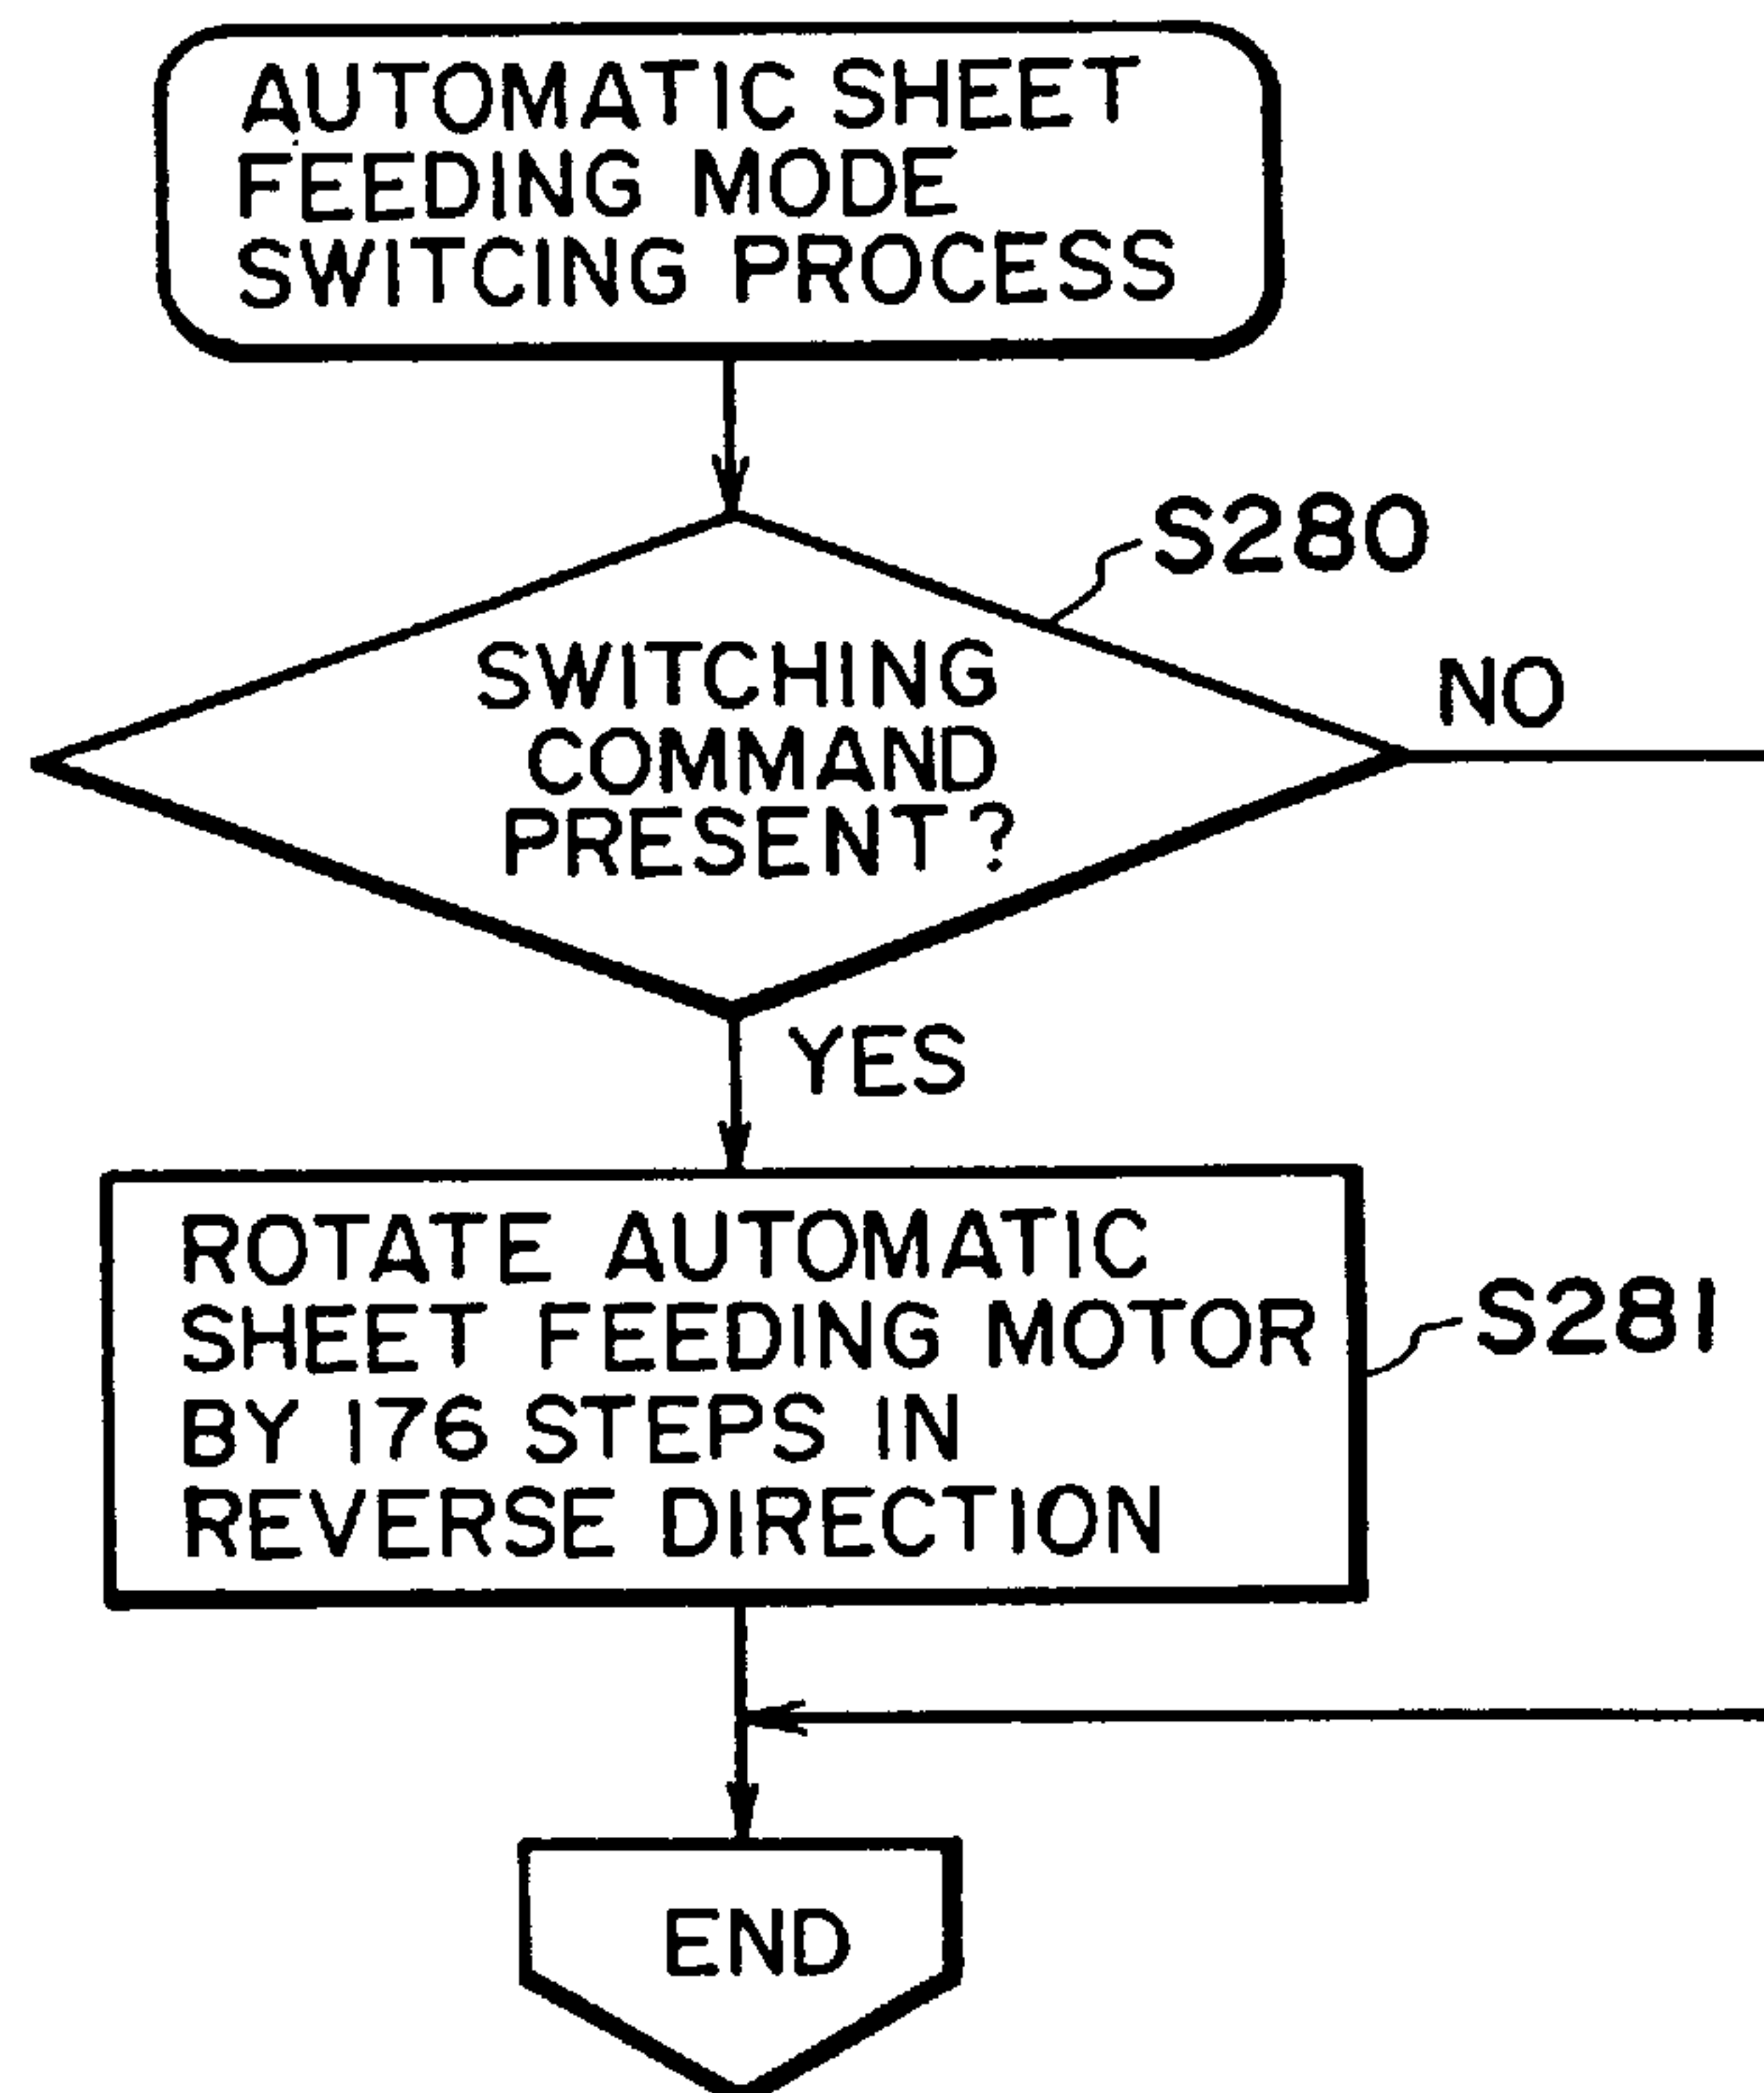 AUTOMATIC SHEET
FEEDING MODE
SWITCING PROCESS
S280
SWITCHING
COMMAND
PRESENT?
NO
YES
ROTATE AUTOMATIC
SHEET FEEDING MOTOR
BY 176 STEPS IN
REVERSE DIRECTION
S281
END